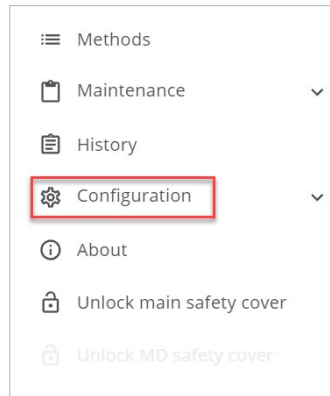 Methods
Maintenance
History
Configuration
About
Unlock main safety cover
Unlock MD safety cover